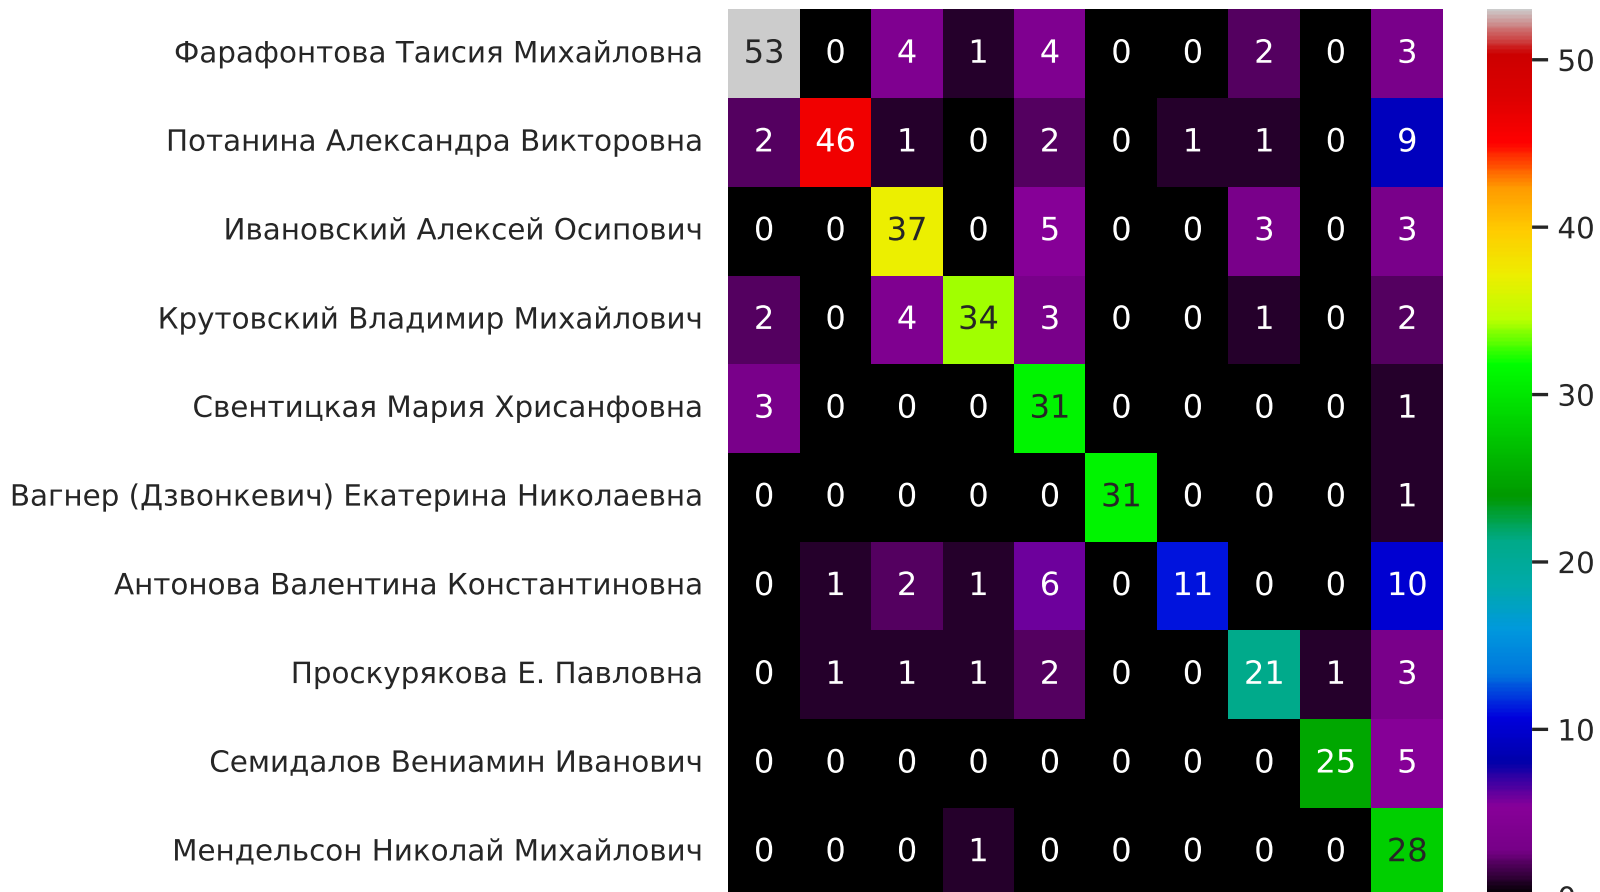 Фарафонтова Таисия Михайловна 53 0 4 1 4 0 0 2 0 3
Потанина Александра Викторовна 2 46 1 0 2 0 1 1 0 9
Ивановский Алексей Осипович 0 0 37 0 5 0 0 3 0 3
Крутовский Владимир Михайлович 2 0 4 34 3 0 0 1 0 2
Свентицкая Мария Хрисанфовна 3 0 0 0 31 0 0 0 0 1
Вагнер (Дзвонкевич) Екатерина Николаевна 0 0 0 0 0 31 0 0 0 1
Антонова Валентина Константиновна 0 1 2 1 6 0 11 0 0 10
Проскурякова Е. Павловна 0 1 1 1 2 0 0 21 1 3
Семидалов Вениамин Иванович 0 0 0 0 0 0 0 0 25 5
Мендельсон Николай Михайлович 0 0 0 1 0 0 0 0 0 28
50
40
30
20
10